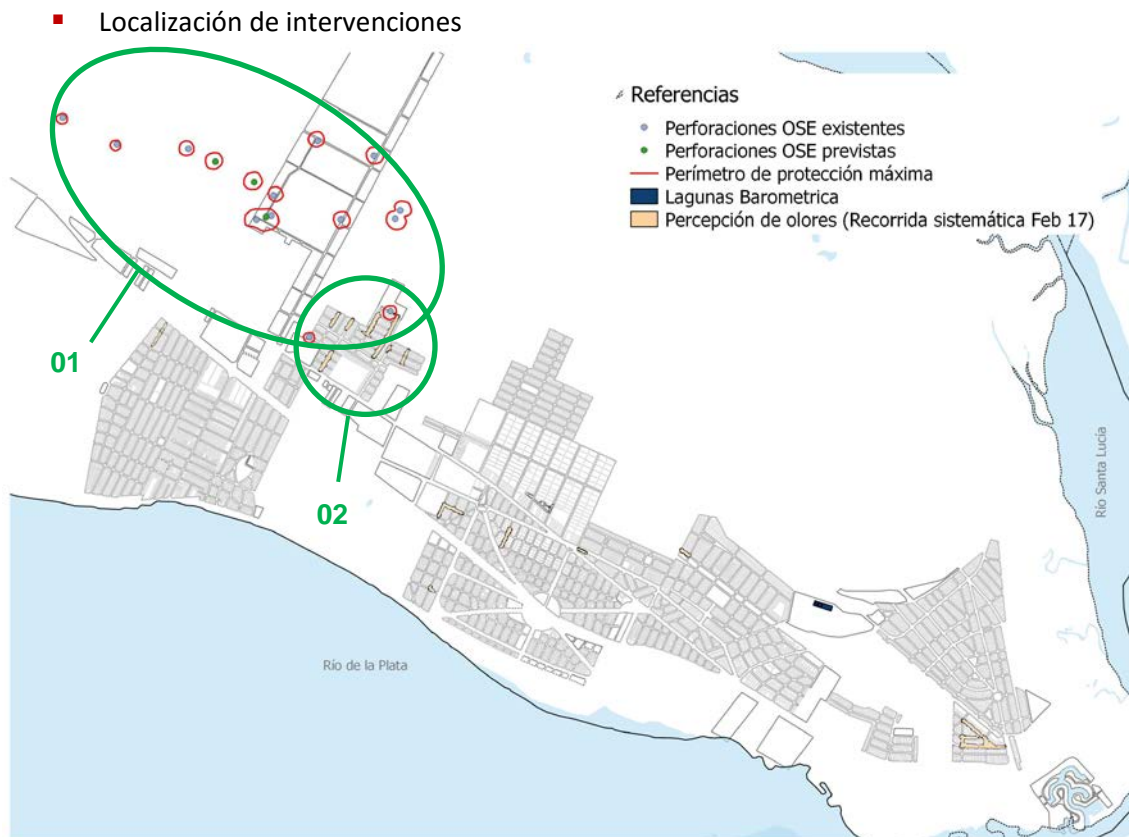 Localización de intervenciones
Referencias
Perforaciones OSE existentes
Perforaciones OSE previstas
Perímetro de protección máxima
Lagunas Barometrica
Percepción de olores (Recorrida sistemática Feb 17)
01
02
Río Santa Lucía
Río de la Plata